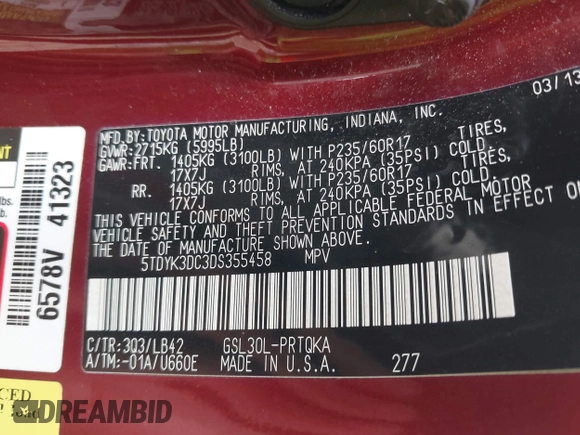 03/13
MFD.BY:TOYOTA MOTOR MANUFACTURING, INDIANA, INC.
GVWR:2715KG (5995LB)
GAWR:FRT. 1405KG (3100LB) WITH P235/60R17 TIRES,
17X7J RIMS, AT 240KPA (35PSI) COLD.
RR. 1405KG (3100LB) WITH P235/60R17 TIRES,
17X7J RIMS, AT 240KPA (35PSI) COLD.
THIS VEHICLE CONFORMS TO ALL APPLICABLE FEDERAL MOTOR
VEHICLE SAFETY AND THEFT PREVENTION STANDARDS IN EFFECT ON
THE DATE OF MANUFACTURE SHOWN ABOVE.
5TDYK3DC3DS355458 MPV
C/TR:3Q3/LB42 GSL30L-PRTQKA
A/TM:-01A/U660E MADE IN U.S.A. 277
6578V 41323
lbs.
lb.
DREAMBID